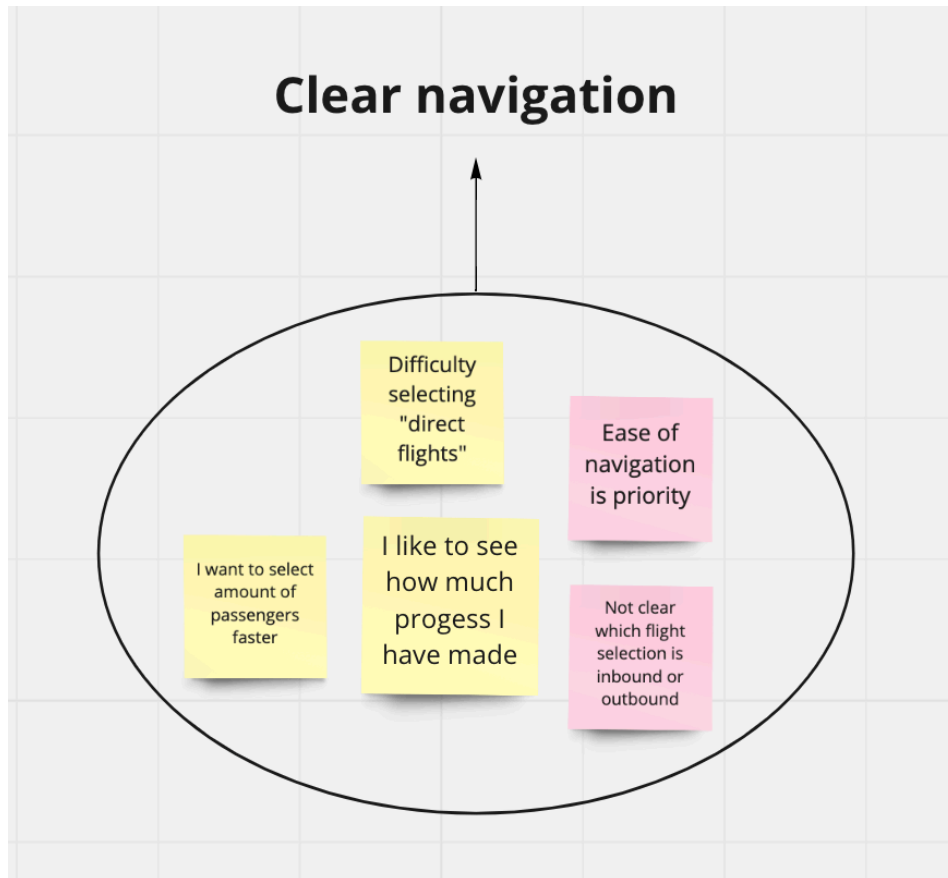 Clear navigation
Difficulty
selecting
"direct
flights"
Ease of
navigation
is priority
I want to select
amount of
passengers
faster
I like to see
how much
progess I
have made
Not clear
which flight
selection is
inbound or
outbound